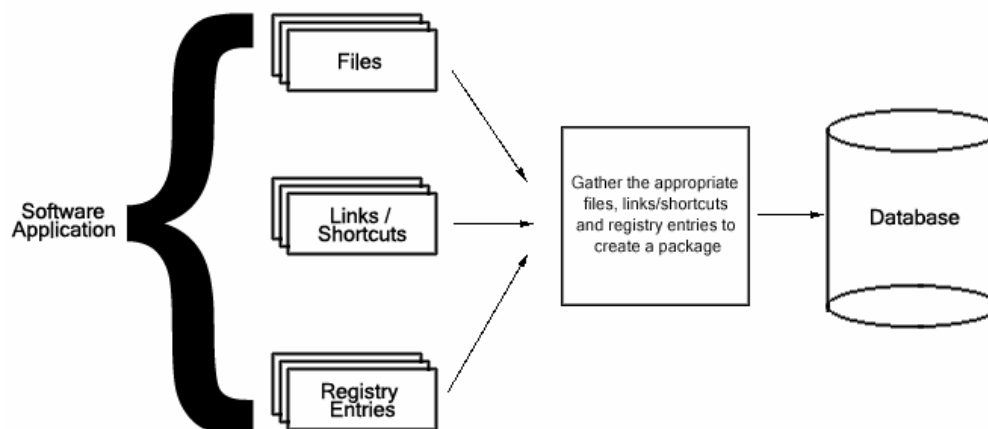 Software
Application
Files
Links /
Shortcuts
Registry
Entries
Gather the appropriate
files, links/shortcuts
and registry entries to
create a package
Database